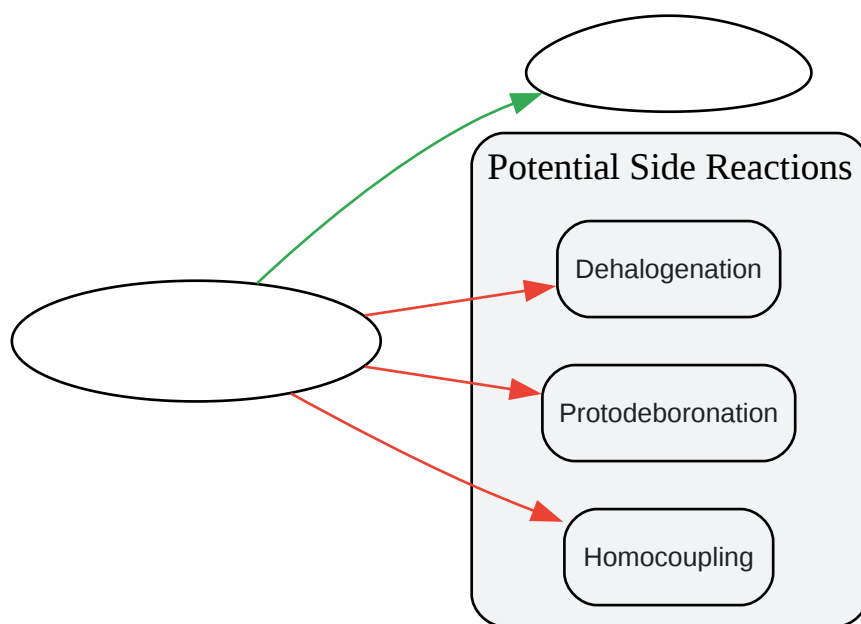 Potential Side Reactions
Dehalogenation
Protodeboronation
Homocoupling